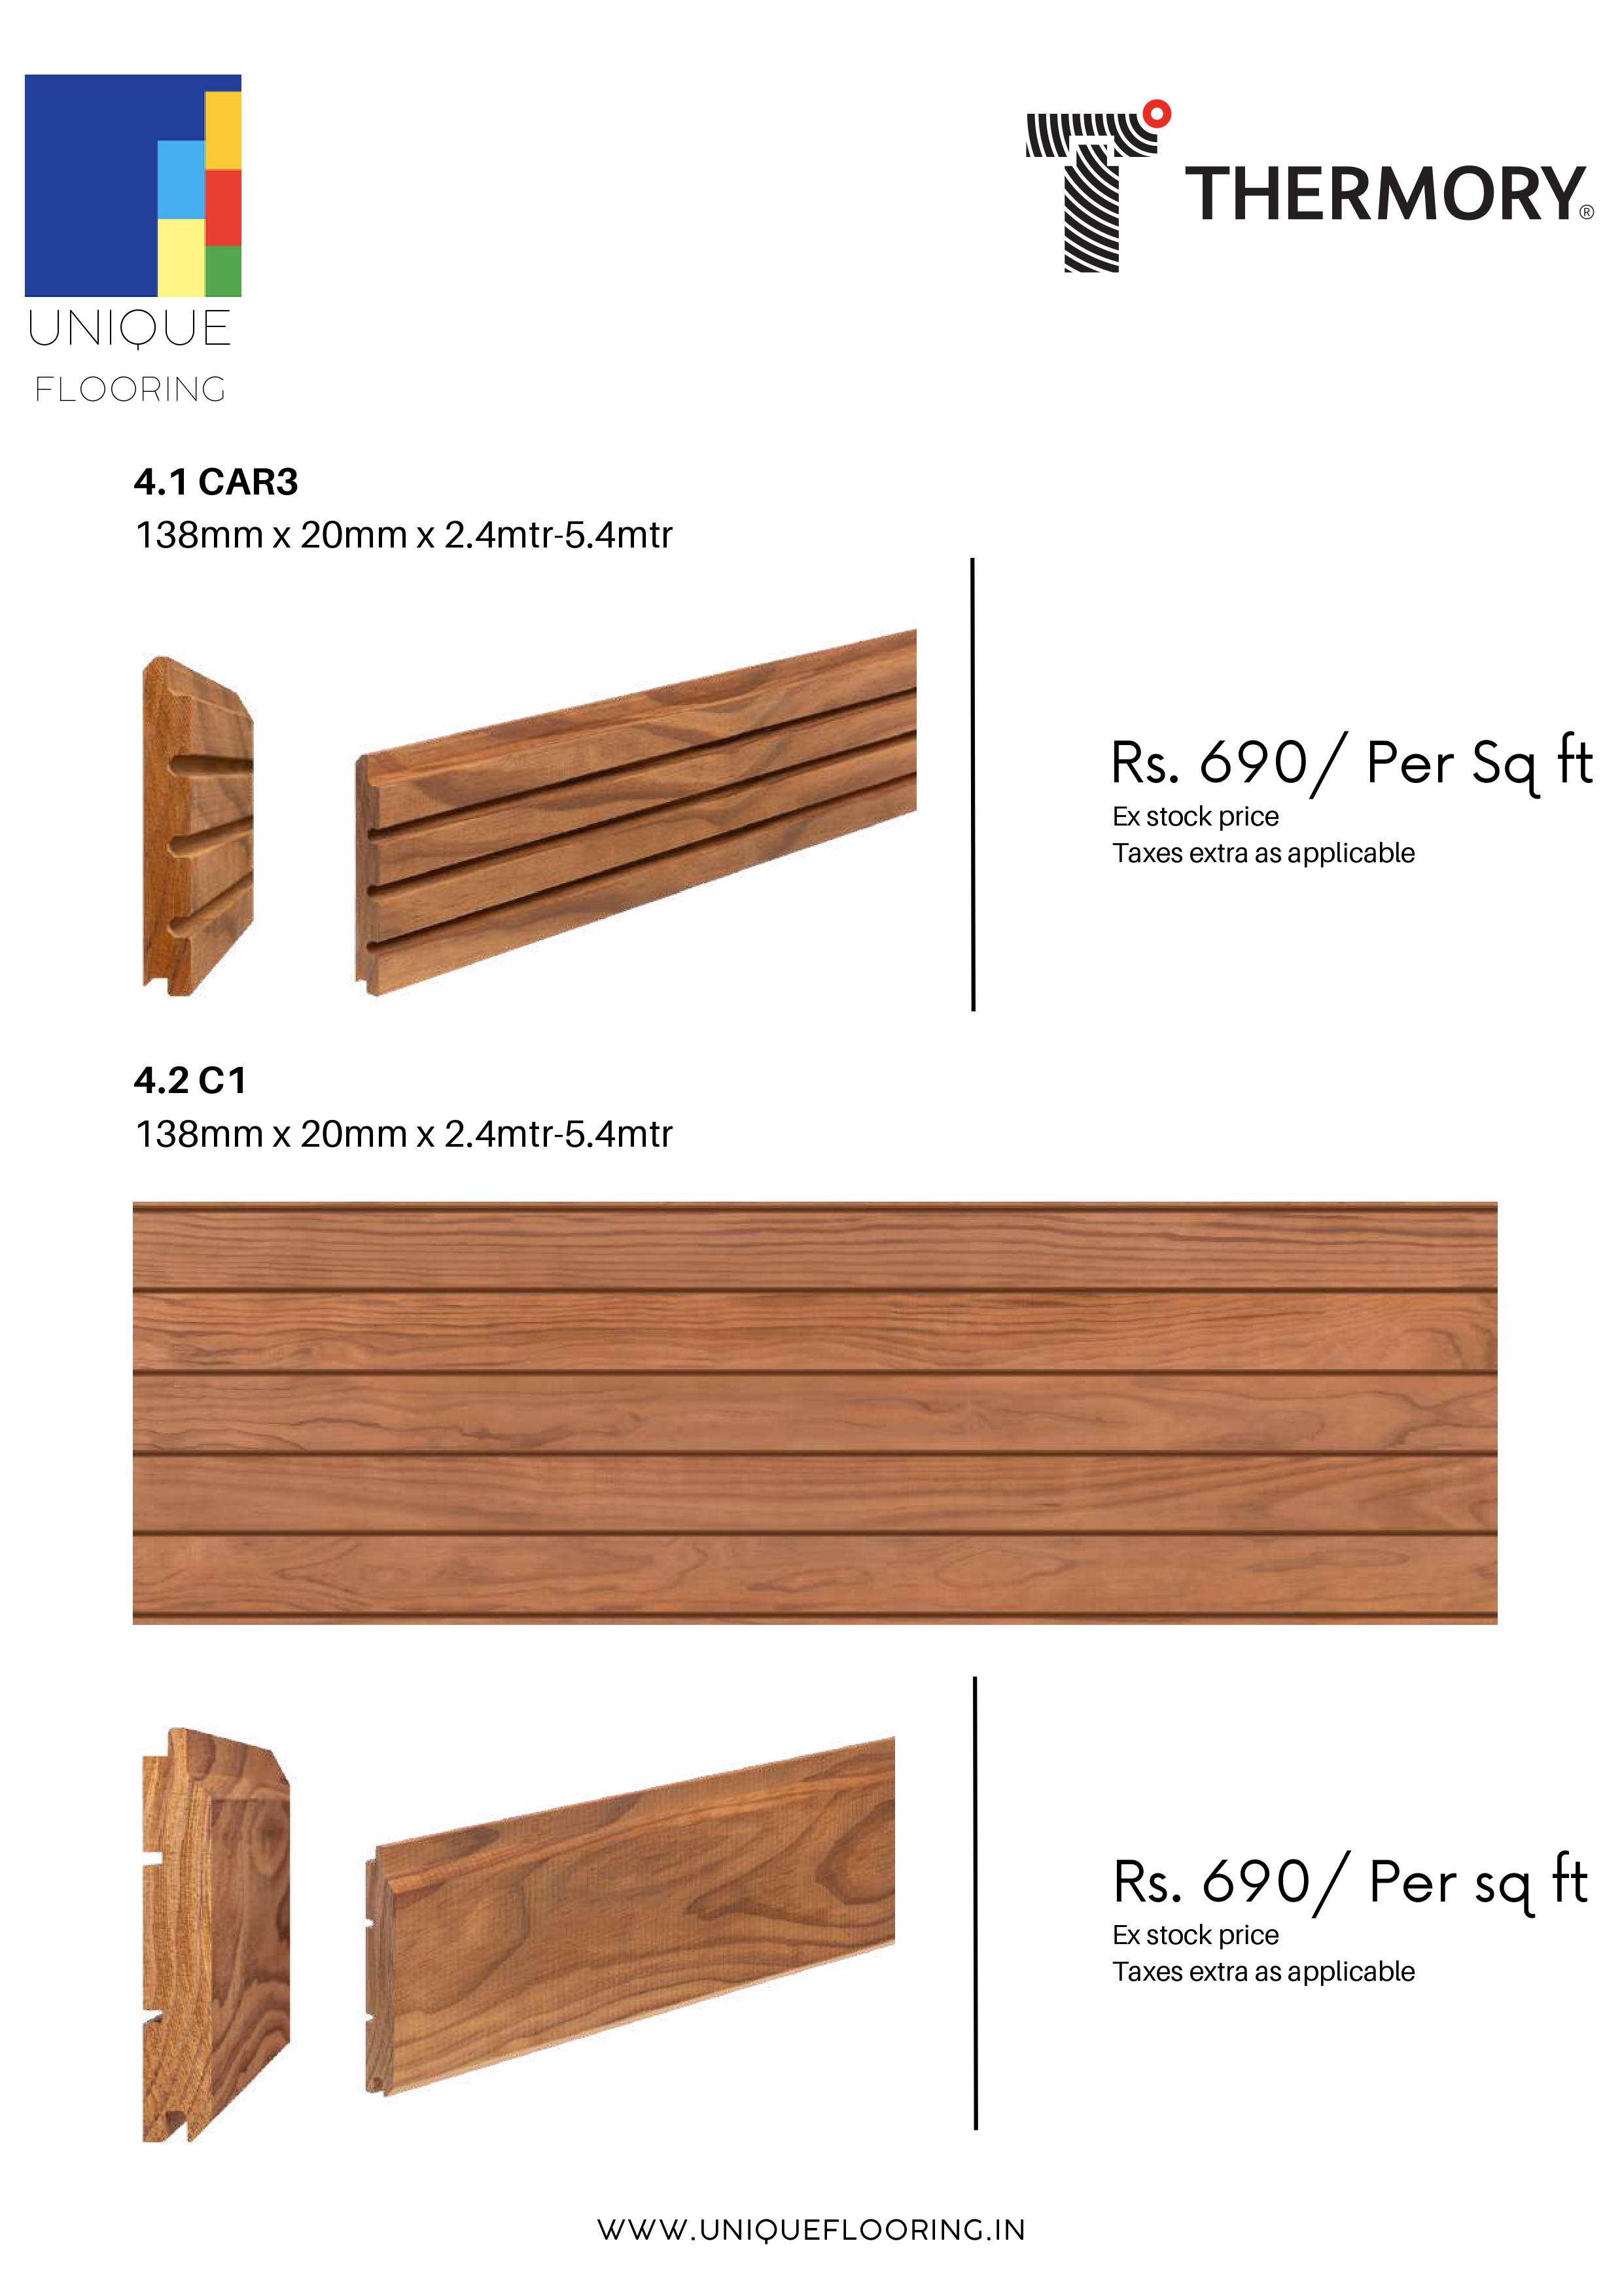 UNIQUE
FLOORING
THERMORY®
4.1 CAR3
138mm x 20mm x 2.4mtr-5.4mtr
Rs. 690/ Per Sq ft
Ex stock price
Taxes extra as applicable
4.2 C1
138mm x 20mm x 2.4mtr-5.4mtr
Rs. 690/ Per sq ft
Ex stock price
Taxes extra as applicable
WWW.UNIQUEFLOORING.IN